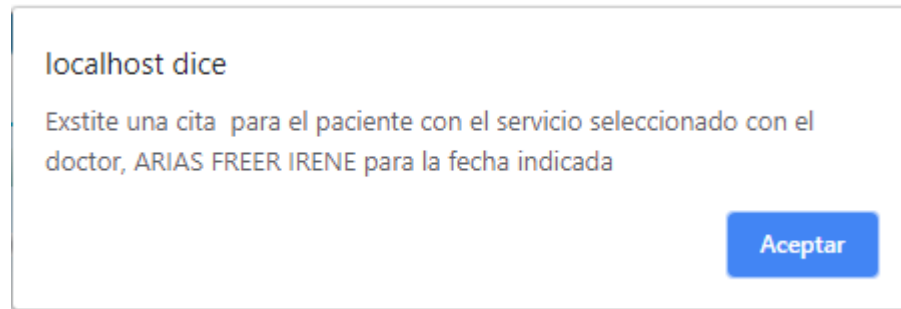 localhost dice
Exstite una cita  para el paciente con el servicio seleccionado con el
doctor, ARIAS FREER IRENE para la fecha indicada
Aceptar